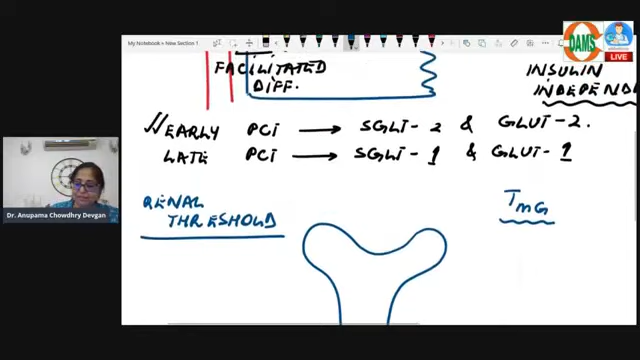 My Notebook > New Section 1
DAMS
LIVE
FACILITATED
DIFF.
INSULIN
INDEPENDE
EARLY PCT → SGLT-2 & GLUT-2.
LATE PCT → SGLT-1 & GLUT-1
RENAL
THRESHOLD
TmG
Dr. Anupama Chowdhry Devgan